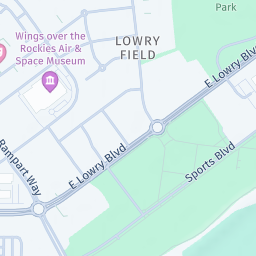 Park
Wings over the
Rockies Air &
Space Museum
LOWRY
FIELD
E Lowry Blvd
E Lowry Blvd
Sports Blvd
Rampart Way